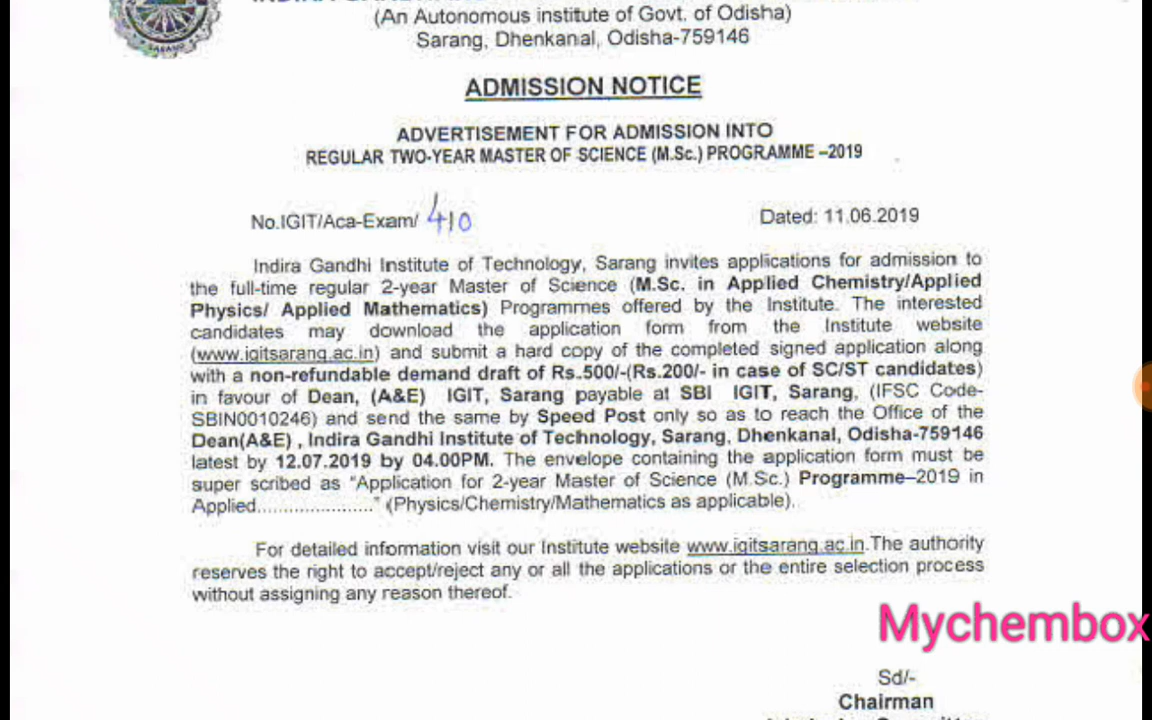 (An Autonomous institute of Govt. of Odisha)
Sarang, Dhenkanal, Odisha-759146
ADMISSION NOTICE
ADVERTISEMENT FOR ADMISSION INTO
REGULAR TWO-YEAR MASTER OF SCIENCE (M.Sc.) PROGRAMME –2019
No.IGIT/Aca-Exam/ 410 Dated: 11.06.2019
Indira Gandhi Institute of Technology, Sarang invites applications for admission to
the full-time regular 2-year Master of Science (M.Sc. in Applied Chemistry/Applied
Physics/ Applied Mathematics) Programmes offered by the Institute. The interested
candidates may download the application form from the Institute website
(www.igitsarang.ac.in) and submit a hard copy of the completed signed application along
with a non-refundable demand draft of Rs.500/-(Rs.200/- in case of SC/ST candidates)
in favour of Dean, (A&E) IGIT, Sarang payable at SBI IGIT, Sarang, (IFSC Code-
SBIN0010246) and send the same by Speed Post only so as to reach the Office of the
Dean(A&E) , Indira Gandhi Institute of Technology, Sarang, Dhenkanal, Odisha-759146
latest by 12.07.2019 by 04.00PM. The envelope containing the application form must be
super scribed as "Application for 2-year Master of Science (M.Sc.) Programme–2019 in
Applied......................" (Physics/Chemistry/Mathematics as applicable).
For detailed information visit our Institute website www.igitsarang.ac.in.The authority
reserves the right to accept/reject any or all the applications or the entire selection process
without assigning any reason thereof.
Mychembox
Sd/-
Chairman